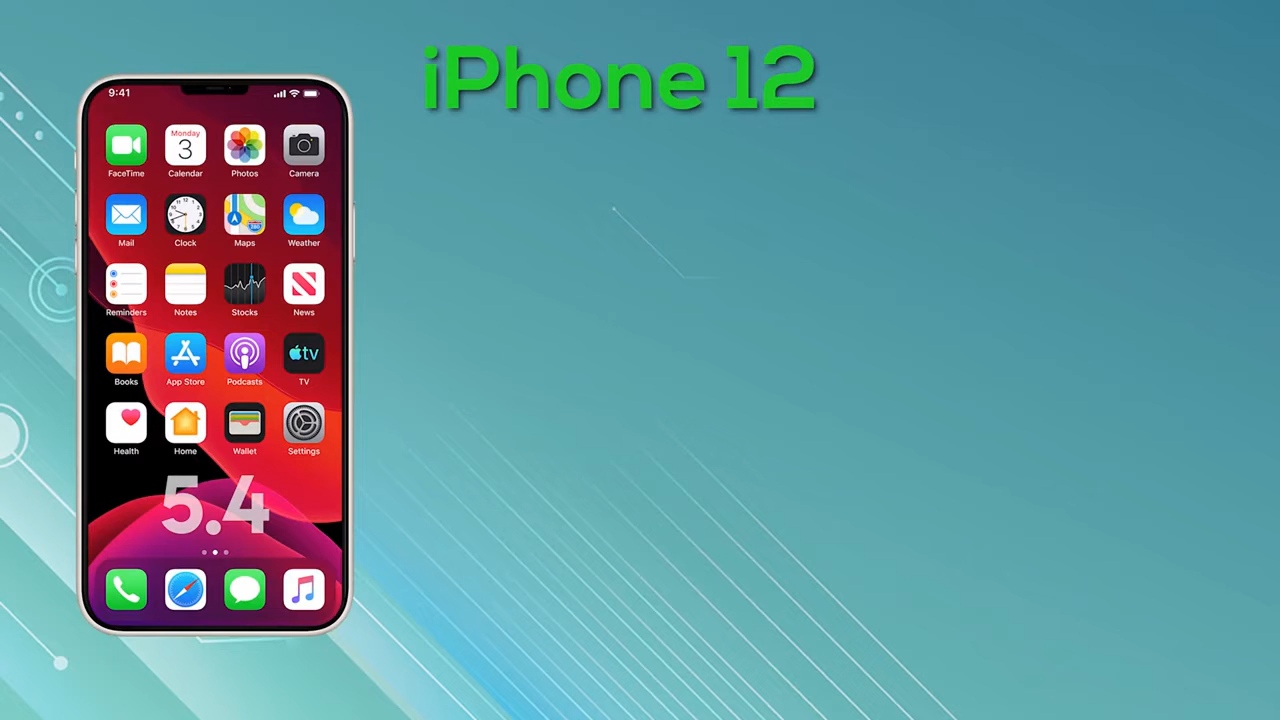 iPhone 12
9:41
Monday
3
FaceTime Calendar Photos Camera
Mail Clock Maps Weather
Reminders Notes Stocks News
tv
Books App Store Podcasts TV
Health Home Wallet Settings
5.4